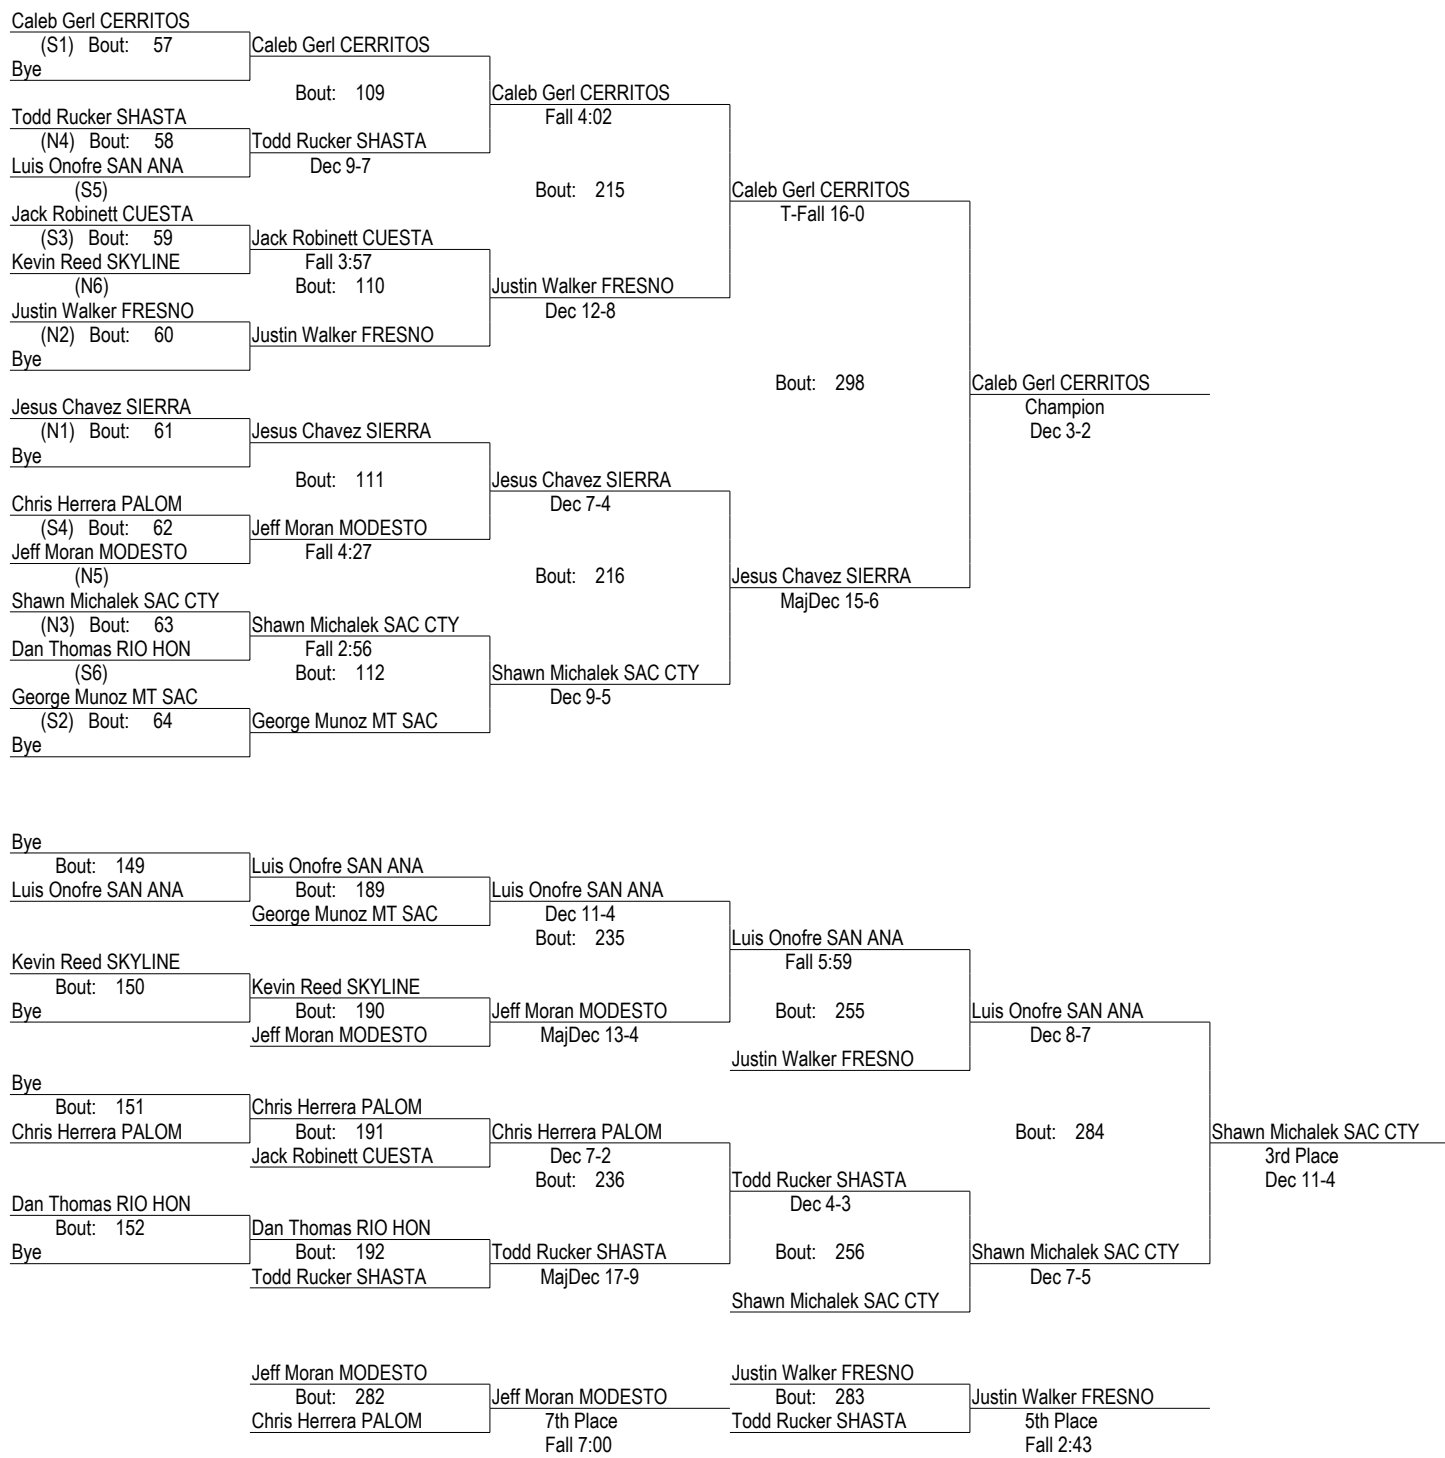 Caleb Gerl CERRITOS
(S1) Bout: 57 Caleb Gerl CERRITOS
Bye
Bout: 109 Caleb Gerl CERRITOS
Todd Rucker SHASTA Fall 4:02
(N4) Bout: 58 Todd Rucker SHASTA
Luis Onofre SAN ANA Dec 9-7
(S5) Bout: 215 Caleb Gerl CERRITOS
Jack Robinett CUESTA T-Fall 16-0
(S3) Bout: 59 Jack Robinett CUESTA
Kevin Reed SKYLINE Fall 3:57
(N6) Bout: 110 Justin Walker FRESNO
Justin Walker FRESNO Dec 12-8
(N2) Bout: 60 Justin Walker FRESNO
Bye
Bout: 298 Caleb Gerl CERRITOS
Jesus Chavez SIERRA Champion
(N1) Bout: 61 Jesus Chavez SIERRA Dec 3-2
Bye
Bout: 111 Jesus Chavez SIERRA
Chris Herrera PALOM Dec 7-4
(S4) Bout: 62 Jeff Moran MODESTO
Jeff Moran MODESTO Fall 4:27
(N5) Bout: 216 Jesus Chavez SIERRA
Shawn Michalek SAC CTY MajDec 15-6
(N3) Bout: 63 Shawn Michalek SAC CTY
Dan Thomas RIO HON Fall 2:56
(S6) Bout: 112 Shawn Michalek SAC CTY
George Munoz MT SAC Dec 9-5
(S2) Bout: 64 George Munoz MT SAC
Bye
Bye
Bout: 149 Luis Onofre SAN ANA
Luis Onofre SAN ANA Bout: 189 Luis Onofre SAN ANA
George Munoz MT SAC Dec 11-4
Bout: 235 Luis Onofre SAN ANA
Kevin Reed SKYLINE Fall 5:59
Bout: 150 Kevin Reed SKYLINE
Bye Bout: 190 Jeff Moran MODESTO Bout: 255 Luis Onofre SAN ANA
Jeff Moran MODESTO MajDec 13-4 Dec 8-7
Justin Walker FRESNO
Bye
Bout: 151 Chris Herrera PALOM
Chris Herrera PALOM Bout: 191 Chris Herrera PALOM Bout: 284 Shawn Michalek SAC CTY
Jack Robinett CUESTA Dec 7-2 3rd Place
Bout: 236 Todd Rucker SHASTA Dec 11-4
Dan Thomas RIO HON Dec 4-3
Bout: 152 Dan Thomas RIO HON
Bye Bout: 192 Todd Rucker SHASTA Bout: 256 Shawn Michalek SAC CTY
Todd Rucker SHASTA MajDec 17-9 Dec 7-5
Shawn Michalek SAC CTY
Jeff Moran MODESTO Justin Walker FRESNO
Bout: 282 Jeff Moran MODESTO Bout: 283 Justin Walker FRESNO
Chris Herrera PALOM 7th Place Todd Rucker SHASTA 5th Place
Fall 7:00 Fall 2:43